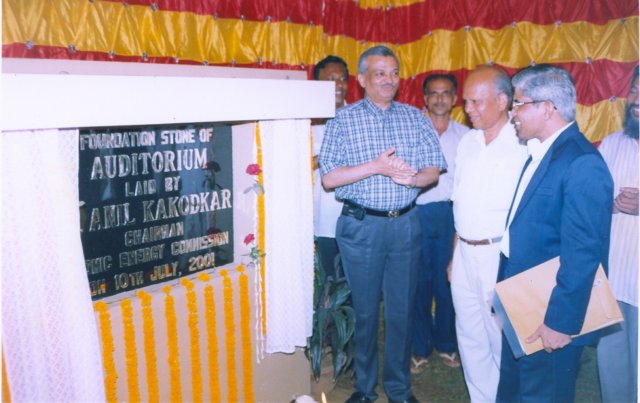 FOUNDATION STONE OF
AUDITORIUM
LAID BY
ANIL KAKODKAR
CHAIRMAN
ENERGY COMMISSION
10TH JULY, 2001